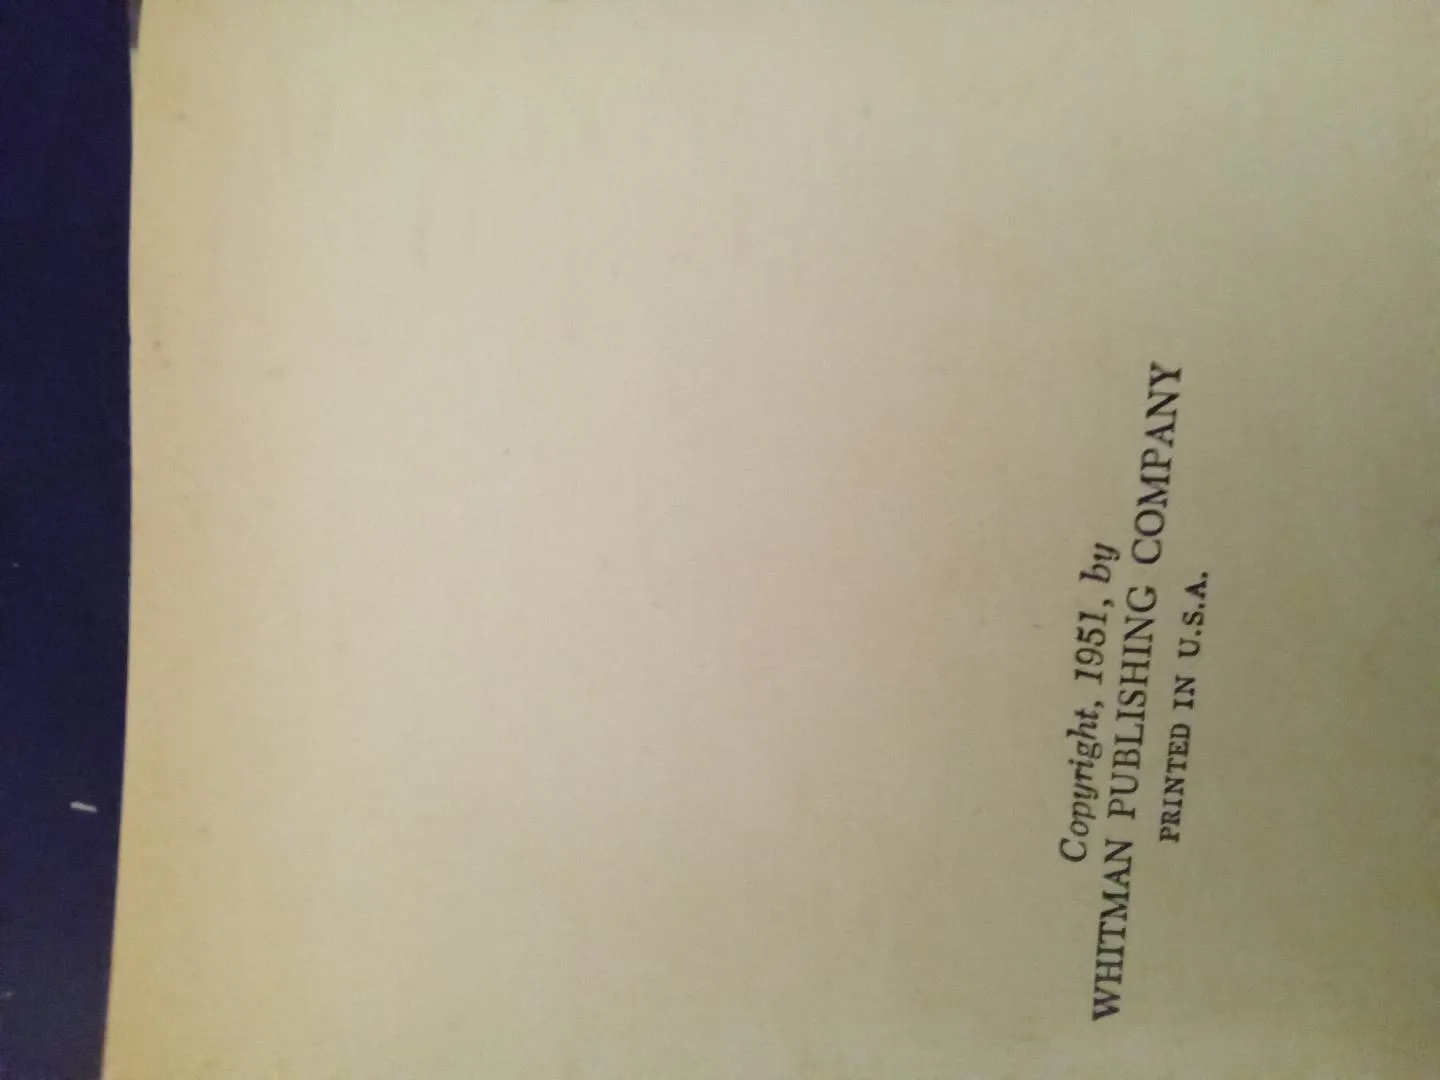 Copyright, 1951, by
WHITMAN PUBLISHING COMPANY
PRINTED IN U.S.A.